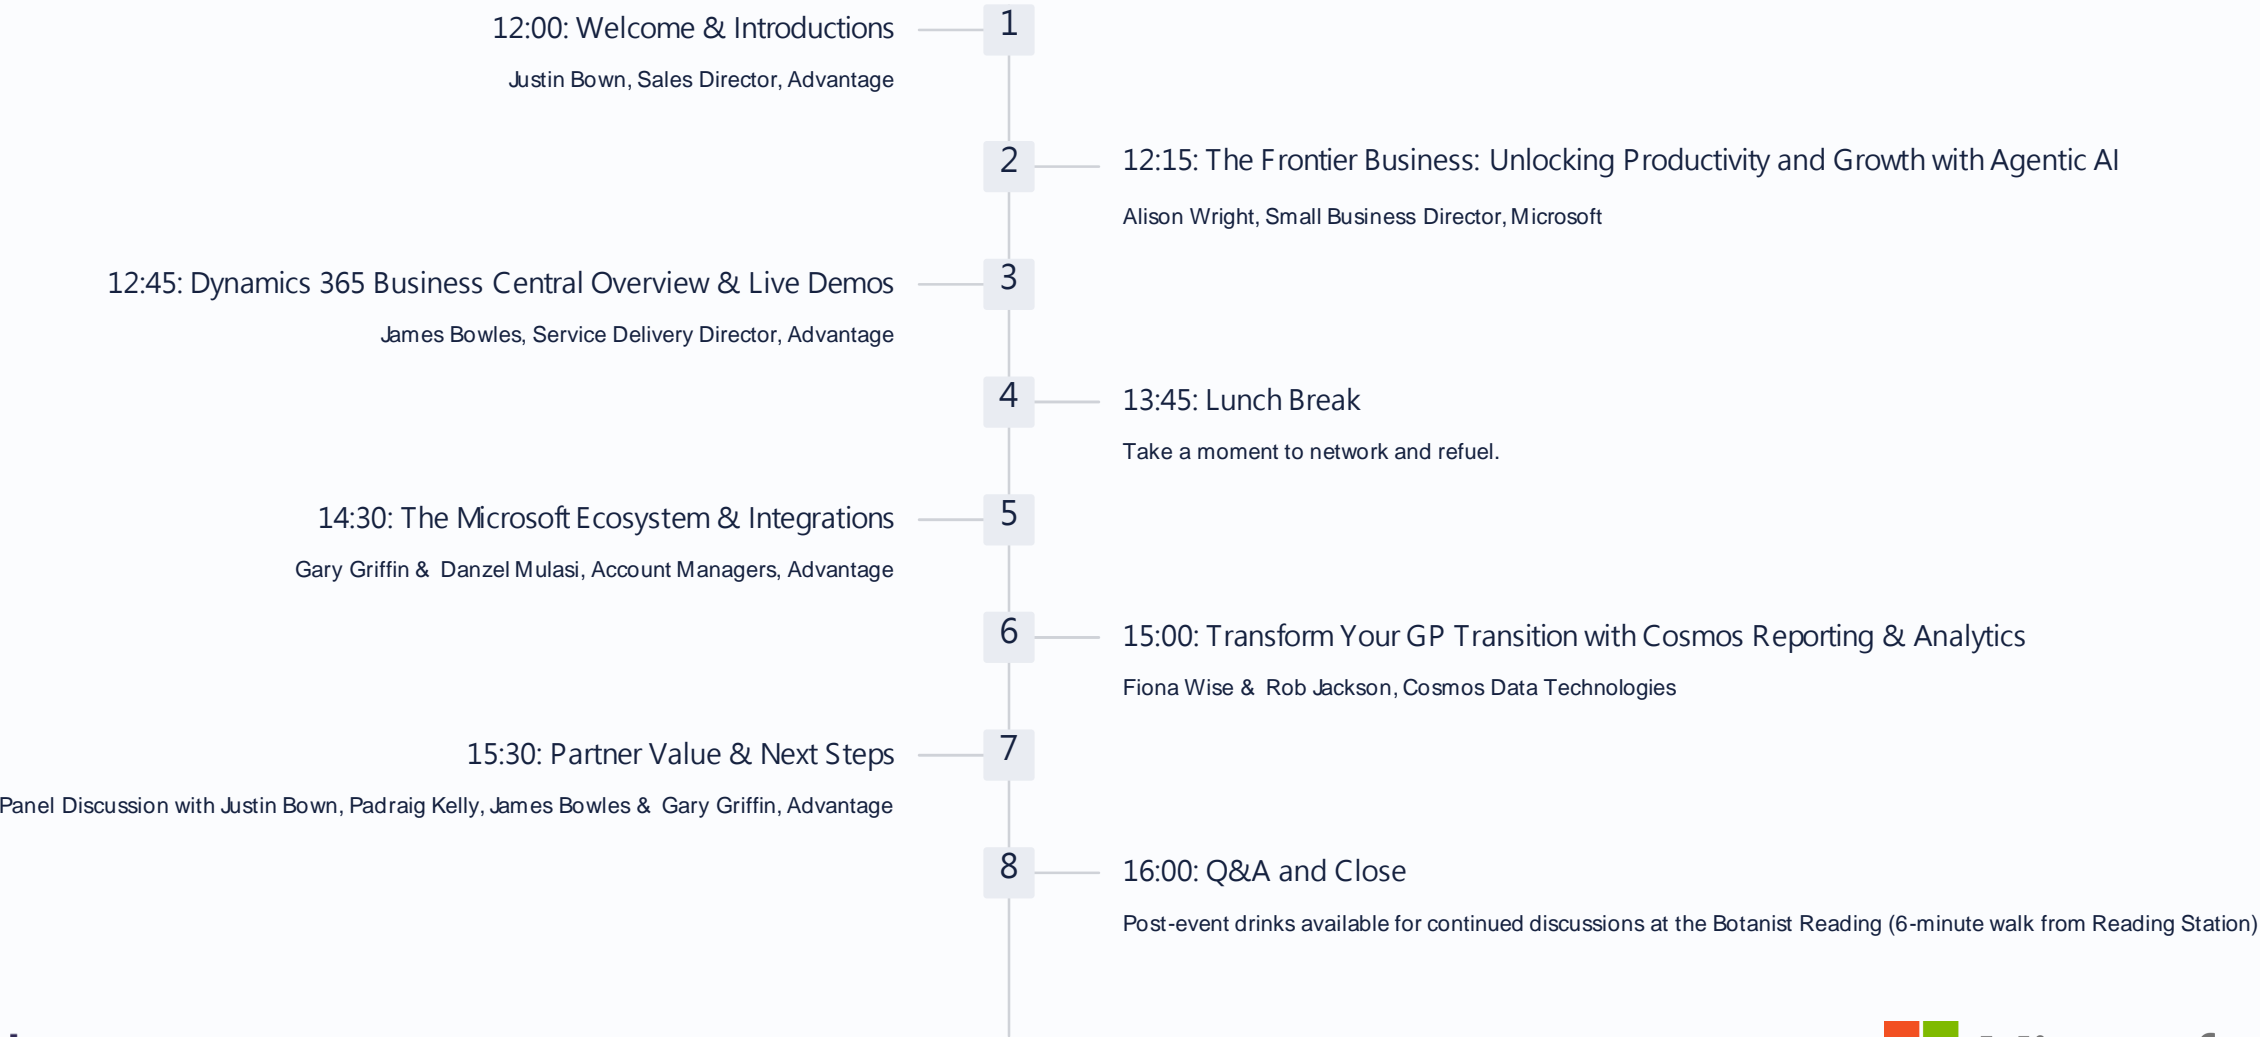 12:00: Welcome & Introductions
1
Justin Bown, Sales Director, Advantage
2
12:15: The Frontier Business: Unlocking Productivity and Growth with Agentic AI
Alison Wright, Small Business Director, Microsoft
12:45: Dynamics 365 Business Central Overview & Live Demos
3
James Bowles, Service Delivery Director, Advantage
4
13:45: Lunch Break
Take a moment to network and refuel.
14:30: The Microsoft Ecosystem & Integrations
5
Gary Griffin & Danzel Mulasi, Account Managers, Advantage
6
15:00: Transform Your GP Transition with Cosmos Reporting & Analytics
Fiona Wise & Rob Jackson, Cosmos Data Technologies
15:30: Partner Value & Next Steps
7
Panel Discussion with Justin Bown, Padraig Kelly, James Bowles & Gary Griffin, Advantage
8
16:00: Q&A and Close
Post-event drinks available for continued discussions at the Botanist Reading (6-minute walk from Reading Station)